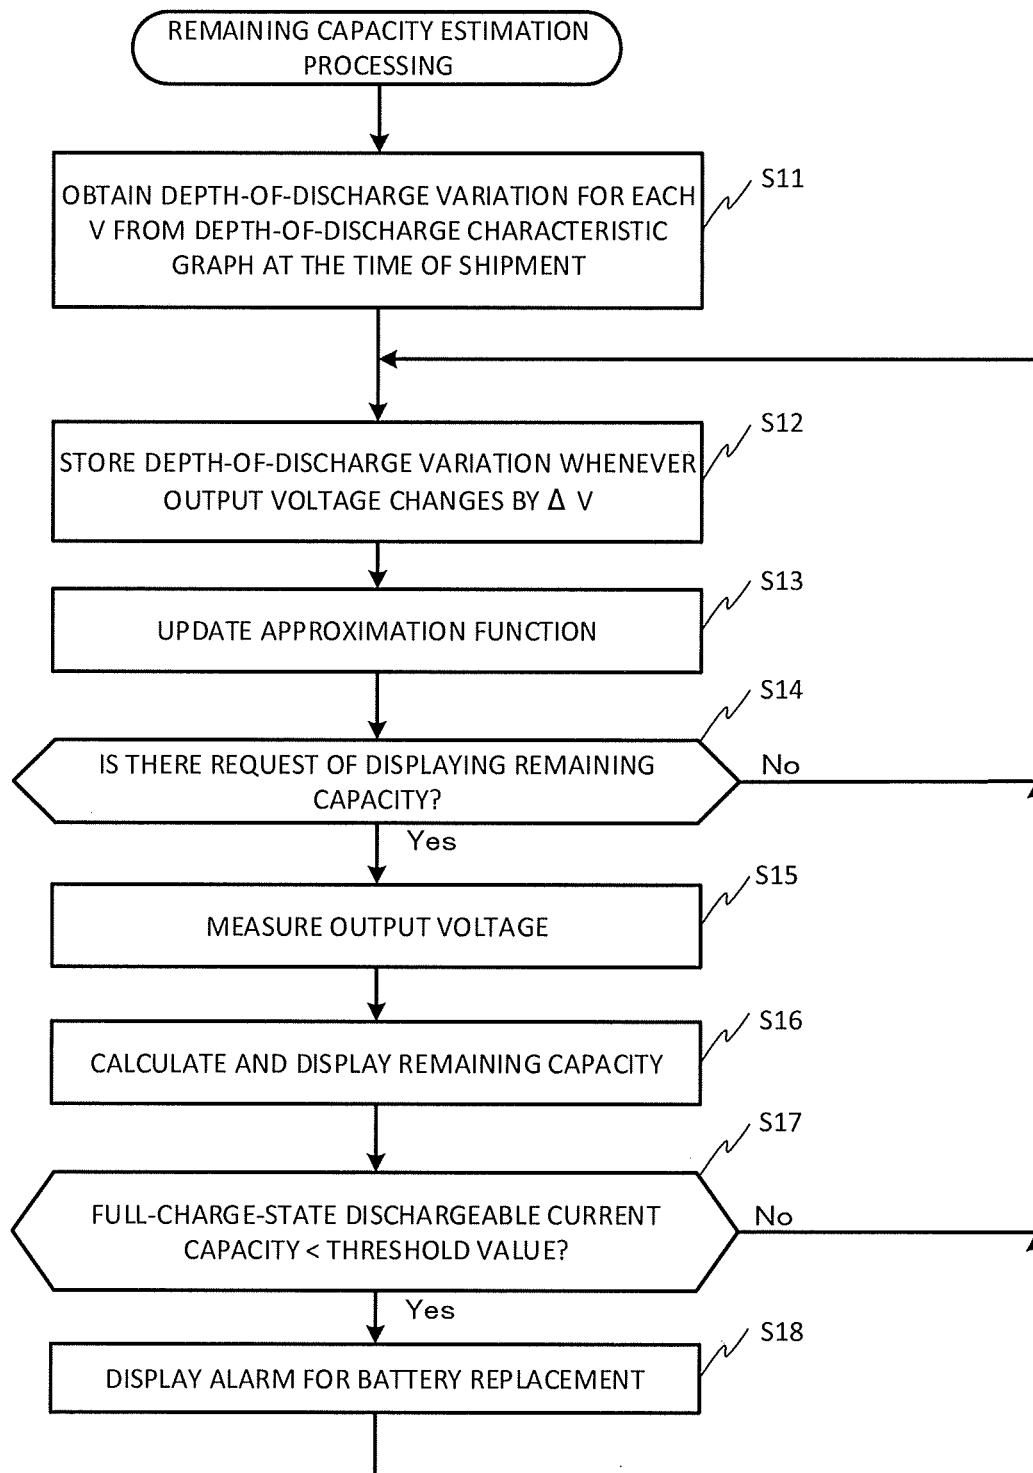 REMAINING CAPACITY ESTIMATION
PROCESSING
S11
OBTAIN DEPTH-OF-DISCHARGE VARIATION FOR EACH
V FROM DEPTH-OF-DISCHARGE CHARACTERISTIC
GRAPH AT THE TIME OF SHIPMENT
S12
STORE DEPTH-OF-DISCHARGE VARIATION WHENEVER
OUTPUT VOLTAGE CHANGES BY Δ V
S13
UPDATE APPROXIMATION FUNCTION
S14
IS THERE REQUEST OF DISPLAYING REMAINING
CAPACITY?
No
Yes
S15
MEASURE OUTPUT VOLTAGE
S16
CALCULATE AND DISPLAY REMAINING CAPACITY
S17
FULL-CHARGE-STATE DISCHARGEABLE CURRENT
CAPACITY < THRESHOLD VALUE?
No
Yes
S18
DISPLAY ALARM FOR BATTERY REPLACEMENT